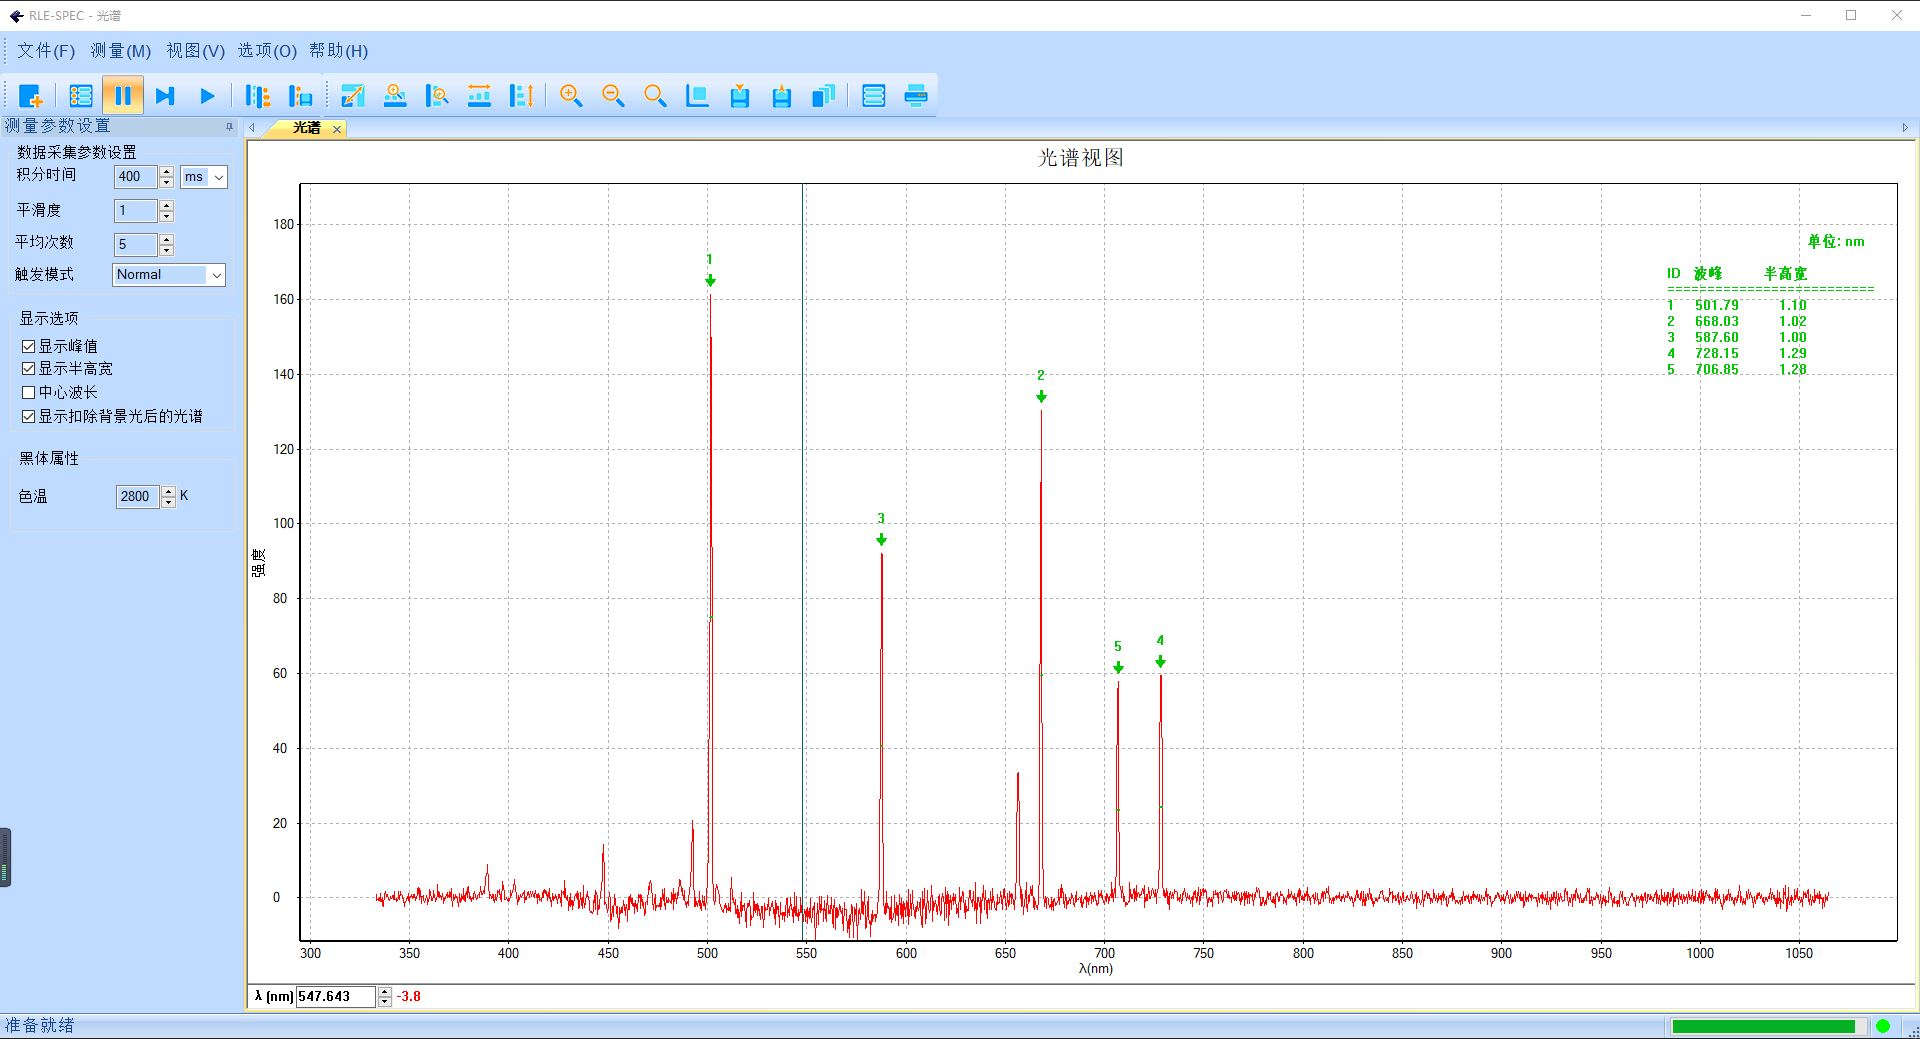 RLE-SPEC - 光谱
文件(F) 测量(M) 视图(V) 选项(O) 帮助(H)
测量参数设置
光谱
数据采集参数设置
积分时间 400 ms
平滑度 1
平均次数 5
触发模式 Normal
显示选项
显示峰值
显示半高宽
中心波长
显示扣除背景光后的光谱
黑体属性
色温 2800 K
光谱视图
180
160
140
120
100
80
60
40
20
0
强度
1
2
3
5
4
单位: nm
ID 波峰 半高宽
==========================
1 501.79 1.10
2 668.03 1.02
3 587.60 1.00
4 728.15 1.29
5 706.85 1.28
300 350 400 450 500 550 600 650 700 750 800 850 900 950 1000 1050
λ(nm)
λ (nm) 547.643 -3.8
准备就绪